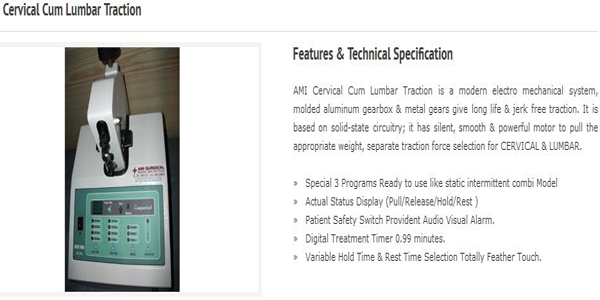 Cervical Cum Lumbar Traction
Features & Technical Specification
AMI Cervical Cum Lumbar Traction is a modern electro mechanical system,
molded aluminum gearbox & metal gears give long life & jerk free traction. It is
based on solid-state circuitry; it has silent, smooth & powerful motor to pull the
appropriate weight, separate traction force selection for CERVICAL & LUMBAR.
» Special 3 Programs Ready to use like static intermittent combi Model
» Actual Status Display (Pull/Release/Hold/Rest )
» Patient Safety Switch Provident Audio Visual Alarm.
» Digital Treatment Timer 0.99 minutes.
» Variable Hold Time & Rest Time Selection Totally Feather Touch.
AMI SURGICAL